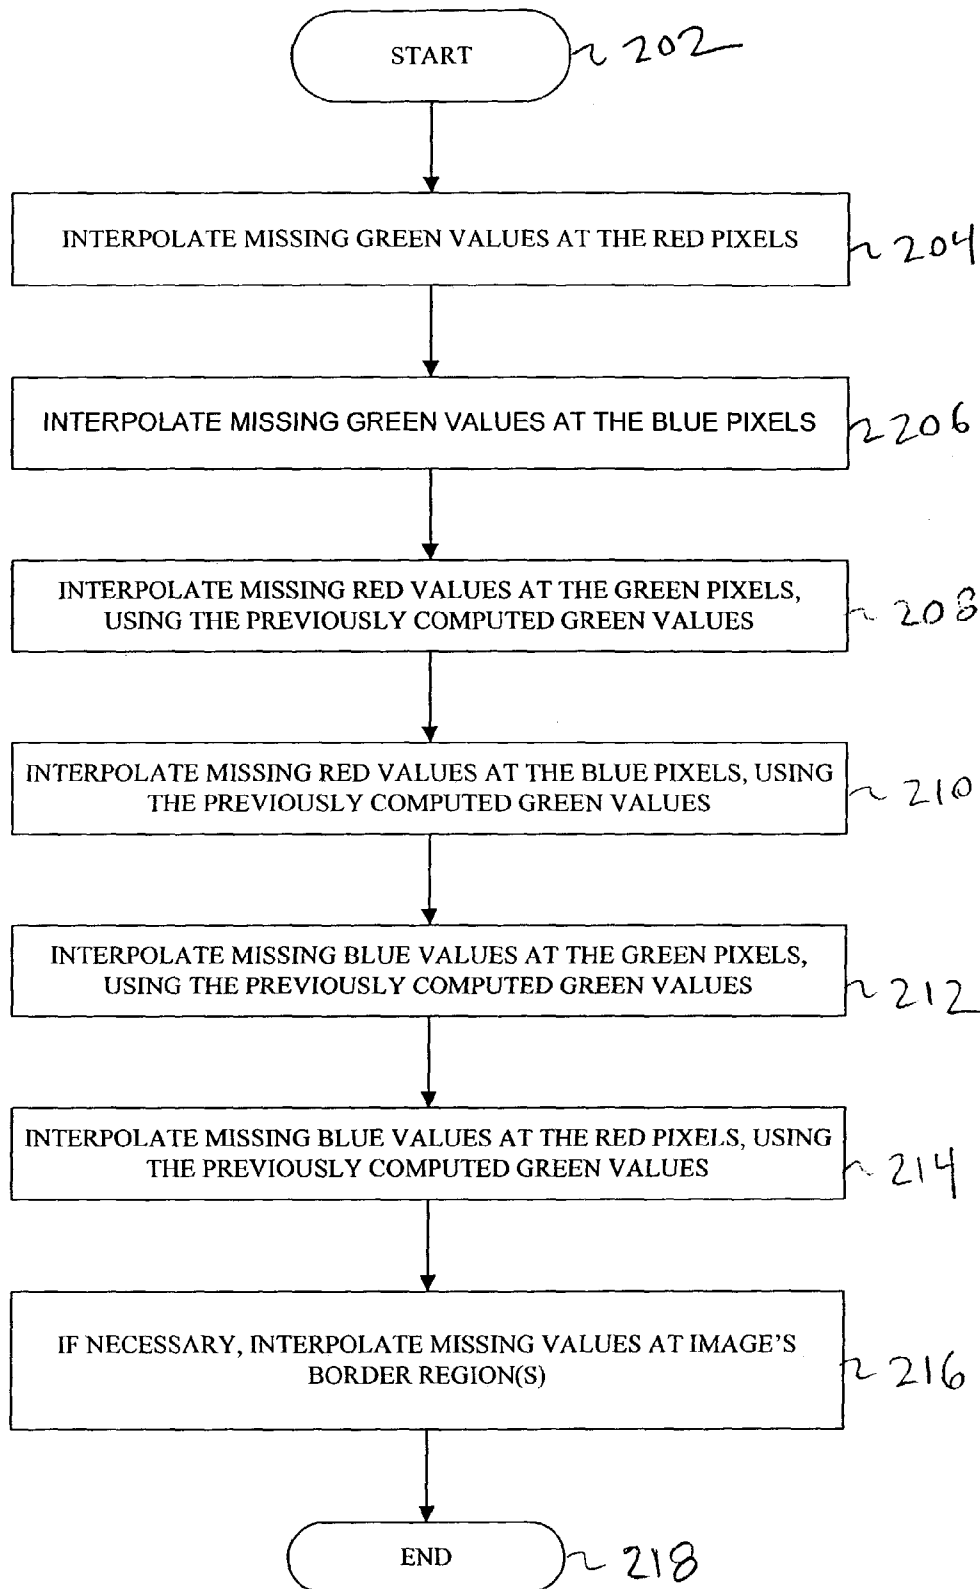 START
202
INTERPOLATE MISSING GREEN VALUES AT THE RED PIXELS
204
INTERPOLATE MISSING GREEN VALUES AT THE BLUE PIXELS
206
INTERPOLATE MISSING RED VALUES AT THE GREEN PIXELS,
USING THE PREVIOUSLY COMPUTED GREEN VALUES
208
INTERPOLATE MISSING RED VALUES AT THE BLUE PIXELS, USING
THE PREVIOUSLY COMPUTED GREEN VALUES
210
INTERPOLATE MISSING BLUE VALUES AT THE GREEN PIXELS,
USING THE PREVIOUSLY COMPUTED GREEN VALUES
212
INTERPOLATE MISSING BLUE VALUES AT THE RED PIXELS, USING
THE PREVIOUSLY COMPUTED GREEN VALUES
214
IF NECESSARY, INTERPOLATE MISSING VALUES AT IMAGE'S
BORDER REGION(S)
216
END
218